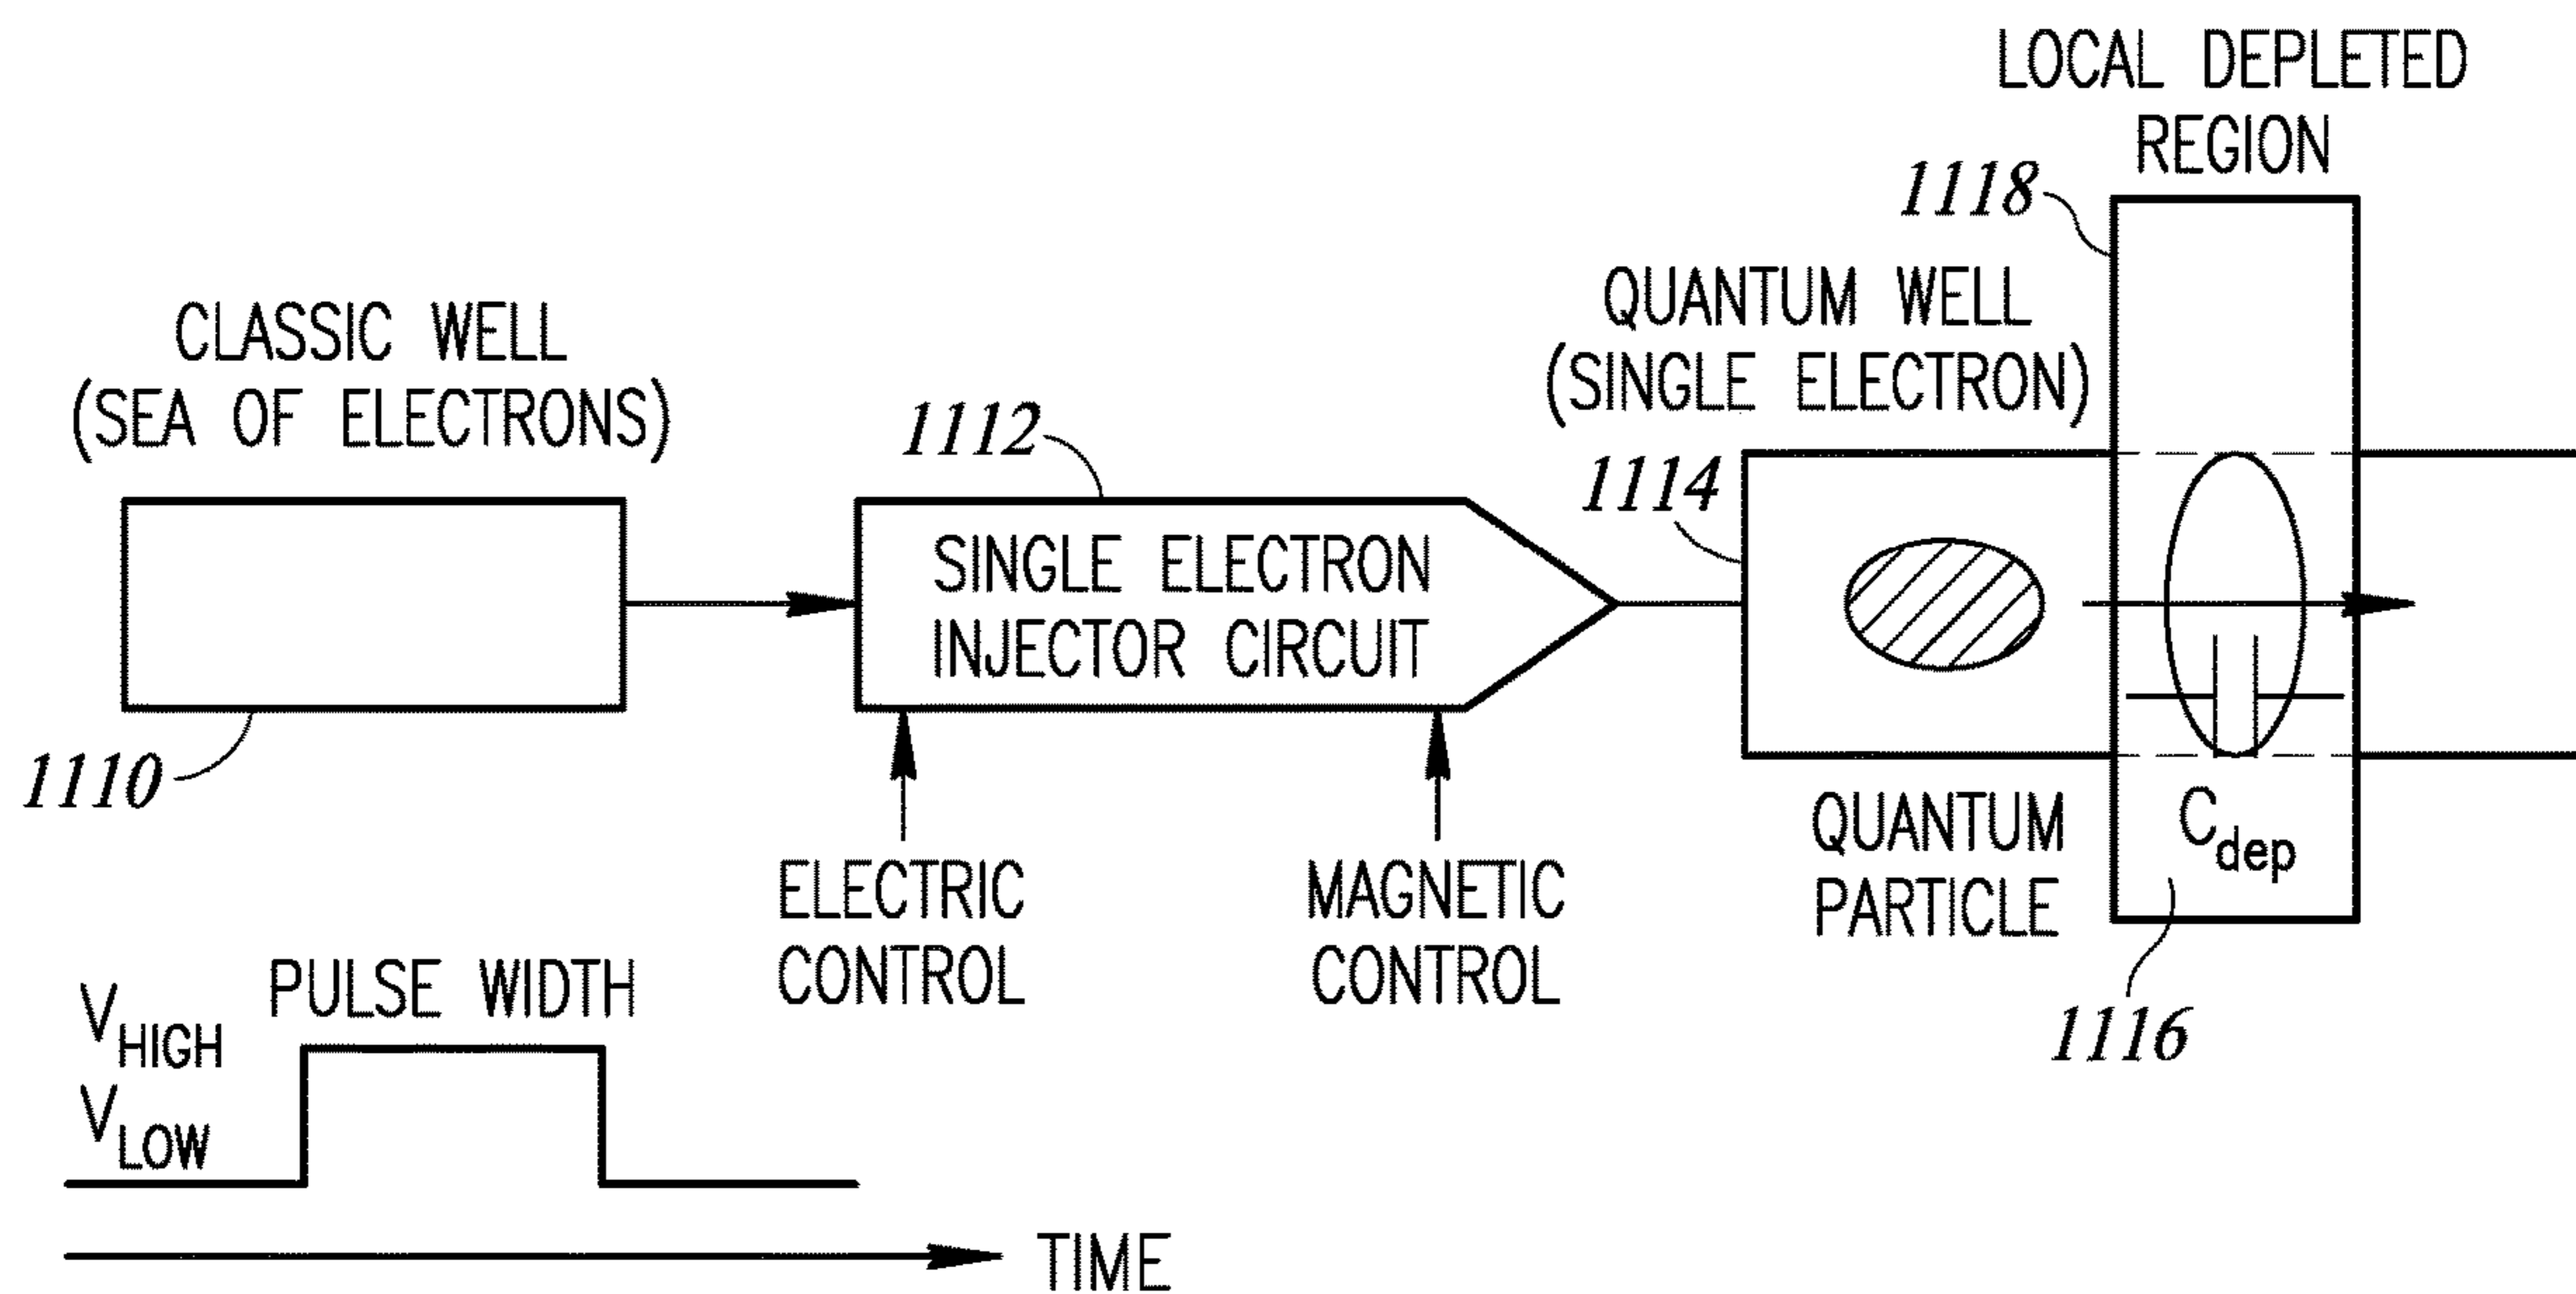 LOCAL DEPLETED
REGION
1118
CLASSIC WELL
(SEA OF ELECTRONS)
1112
QUANTUM WELL
(SINGLE ELECTRON)
1114
SINGLE ELECTRON
INJECTOR CIRCUIT
1110
ELECTRIC
CONTROL
MAGNETIC
CONTROL
QUANTUM
PARTICLE
Cdep
1116
VHIGH
PULSE WIDTH
VLOW
TIME